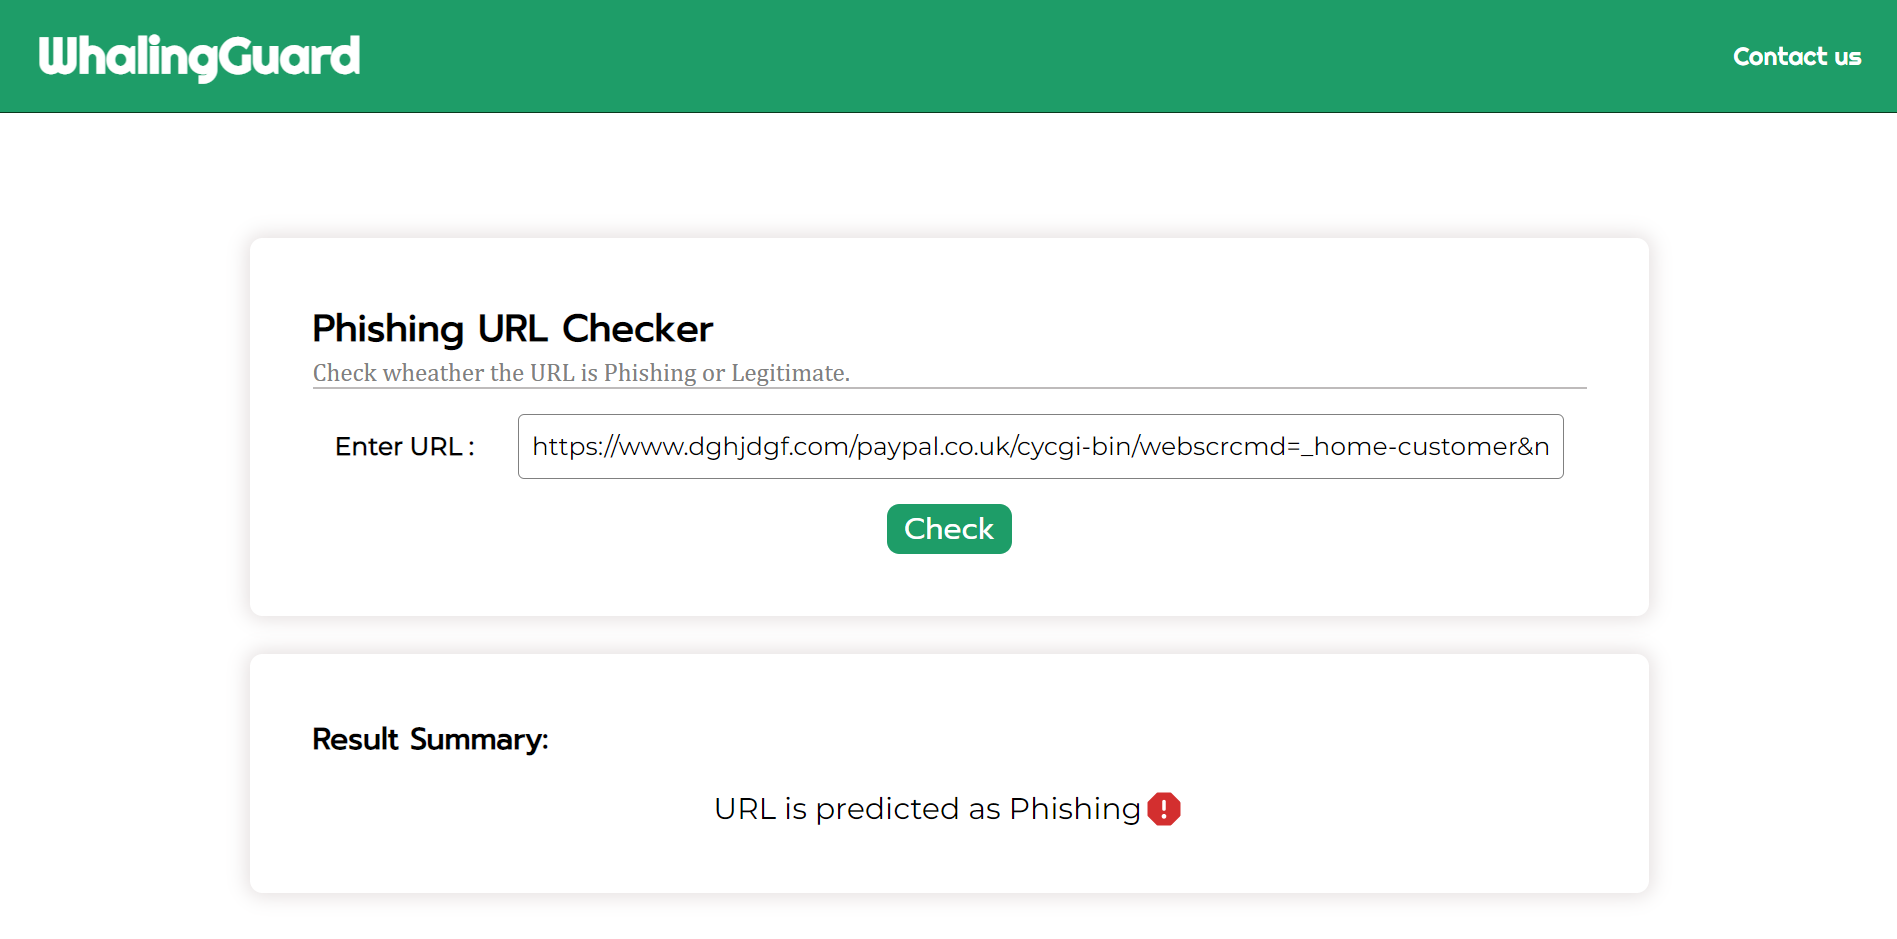 WhalingGuard
Contact us
Phishing URL Checker
Check wheather the URL is Phishing or Legitimate.
Enter URL :
https://www.dghjdgf.com/paypal.co.uk/cycgi-bin/webscrcmd=_home-customer&n
Check
Result Summary:
URL is predicted as Phishing